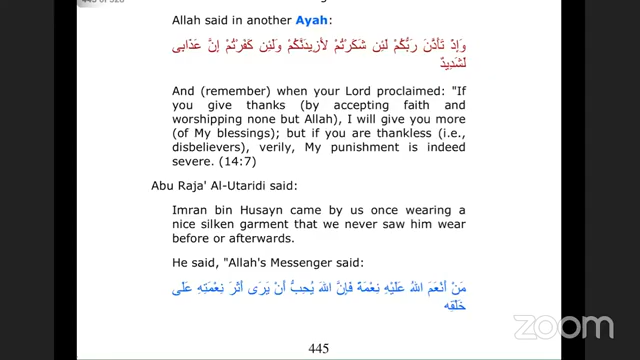 Allah said in another Ayah:
وَإِذْ تَأَذَّنَ رَبُّكُمْ لَئِن شَكَرْتُمْ لأَزِيدَنَّكُمْ وَلَئِن كَفَرْتُمْ إِنَّ عَذَابِى
لَشَدِيدٌ
And (remember) when your Lord proclaimed: "If
you give thanks (by accepting faith and
worshipping none but Allah), I will give you more
(of My blessings); but if you are thankless (i.e.,
disbelievers), verily, My punishment is indeed
severe. (14:7)
Abu Raja' Al-Utaridi said:
Imran bin Husayn came by us once wearing a
nice silken garment that we never saw him wear
before or afterwards.
He said, "Allah's Messenger said:
مَنْ أَنْعَمَ اللهُ عَلَيْهِ نِعْمَةً فَإِنَّ اللهَ يُحِبُّ أَنْ يَرَى أَثَرَ نِعْمَتِهِ عَلَى
خَلْقِه
445
zoom